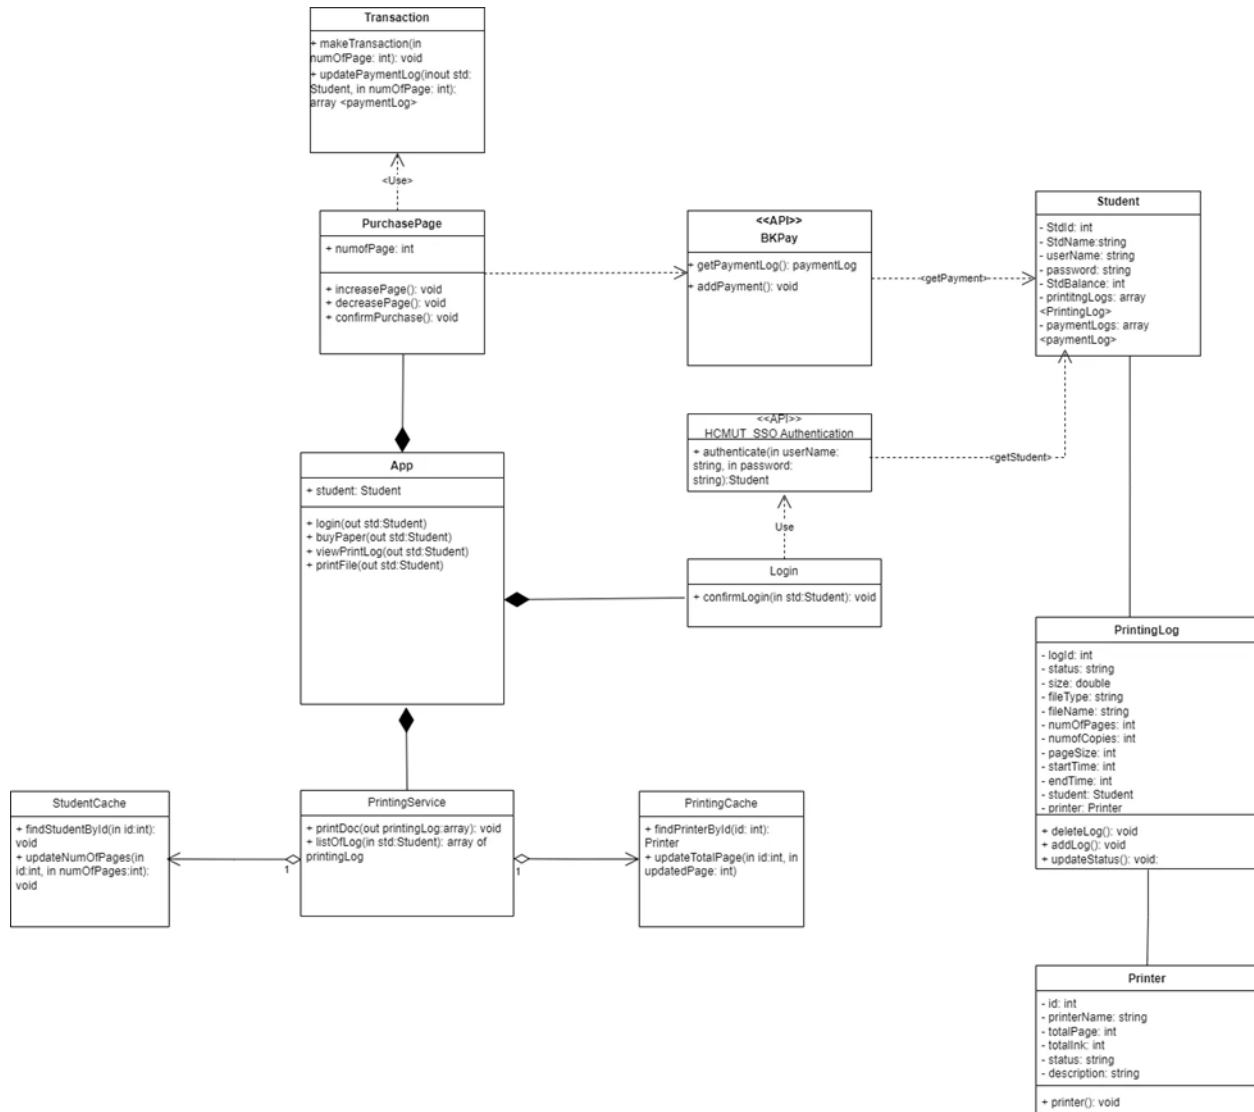 Transaction
+ makeTransaction(in
numOfPage: int): void
+ updatePaymentLog(inout std:
Student, in numOfPage: int):
array <paymentLog>
<Use>
PurchasePage
+ numofPage: int
+ increasePage(): void
+ decreasePage(): void
+ confirmPurchase(): void
<<API>>
BKPay
+ getPaymentLog(): paymentLog
+ addPayment(): void
<getPayment>
Student
- StdId: int
- StdName:string
- userName: string
- password: string
- StdBalance: int
- printitngLogs: array
<PrintingLog>
- paymentLogs: array
<paymentLog>
<<API>>
HCMUT_SSO Authentication
+ authenticate(in userName:
string, in password:
string):Student
<getStudent>
Use
App
+ student: Student
+ login(out std:Student)
+ buyPaper(out std:Student)
+ viewPrintLog(out std:Student)
+ printFile(out std:Student)
Login
+ confirmLogin(in std:Student): void
PrintingLog
- logId: int
- status: string
- size: double
- fileType: string
- fileName: string
- numOfPages: int
- numofCopies: int
- pageSize: int
- startTime: int
- endTime: int
- student: Student
- printer: Printer
+ deleteLog(): void
+ addLog(): void
+ updateStatus(): void:
StudentCache
+ findStudentById(in id:int):
void
+ updateNumOfPages(in
id:int, in numOfPages:int):
void
1
PrintingService
+ printDoc(out printingLog:array): void
+ listOfLog(in std:Student): array of
printingLog
1
PrintingCache
+ findPrinterById(id: int):
Printer
+ updateTotalPage(in id:int, in
updatedPage: int)
Printer
- id: int
- printerName: string
- totalPage: int
- totalInk: int
- status: string
- description: string
+ printer(): void